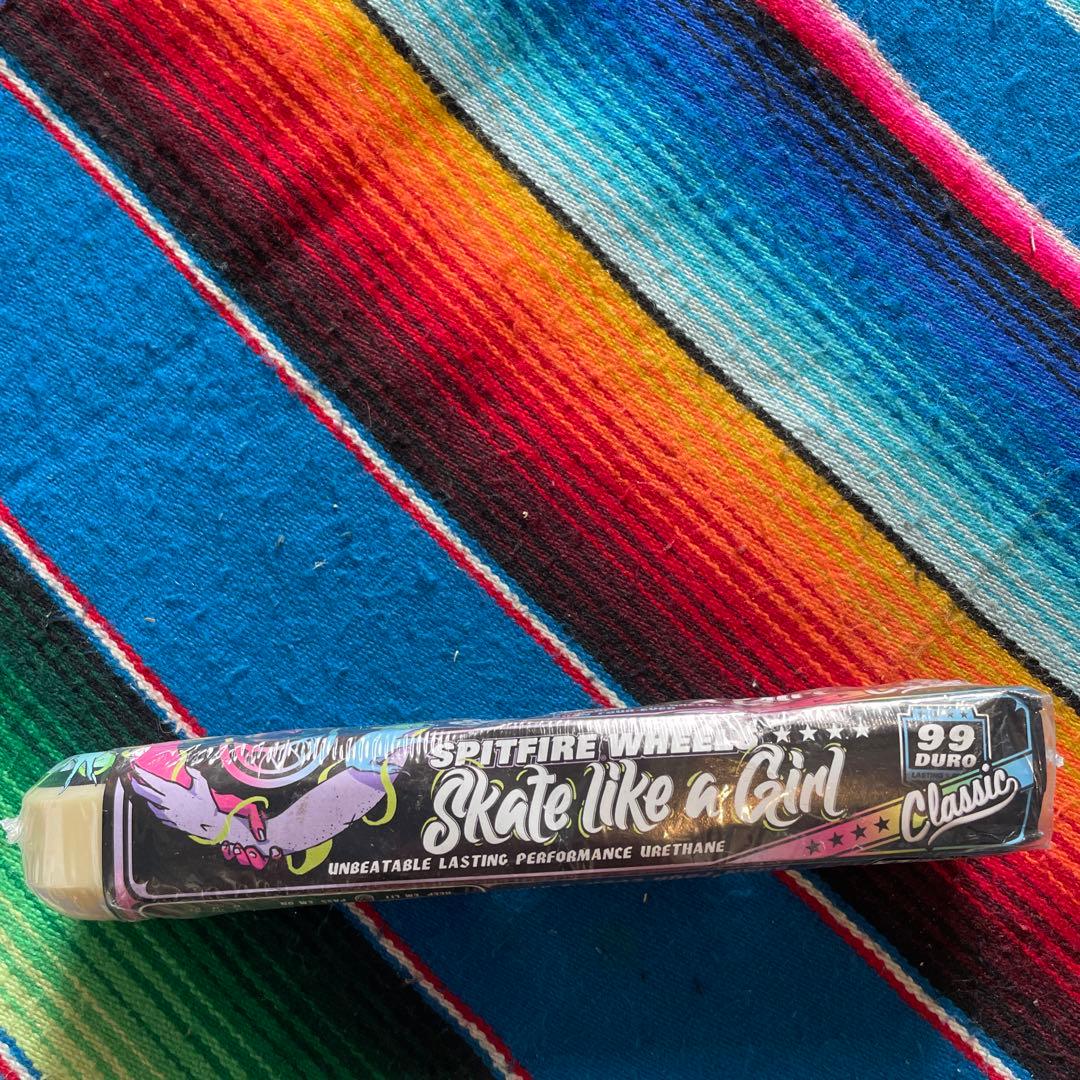 SPITFIRE WHEELS
Skate like a Girl
UNBEATABLE LASTING PERFORMANCE URETHANE
99
DURO
Classic